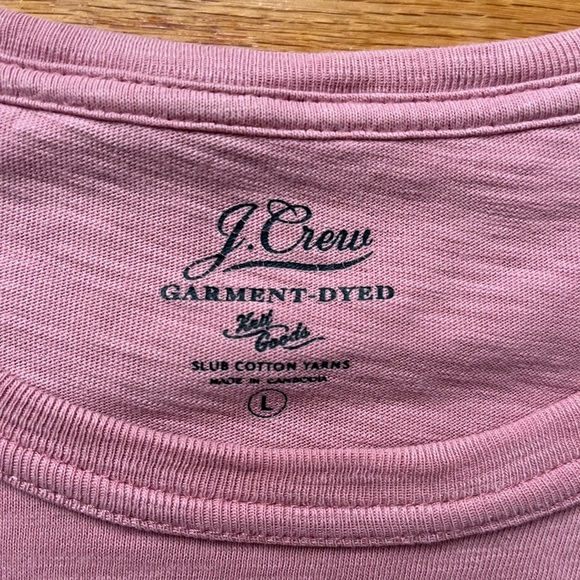 J.Crew
GARMENT-DYED
Knit
Goods
SLUB COTTON YARNS
MADE IN CAMBODIA
L